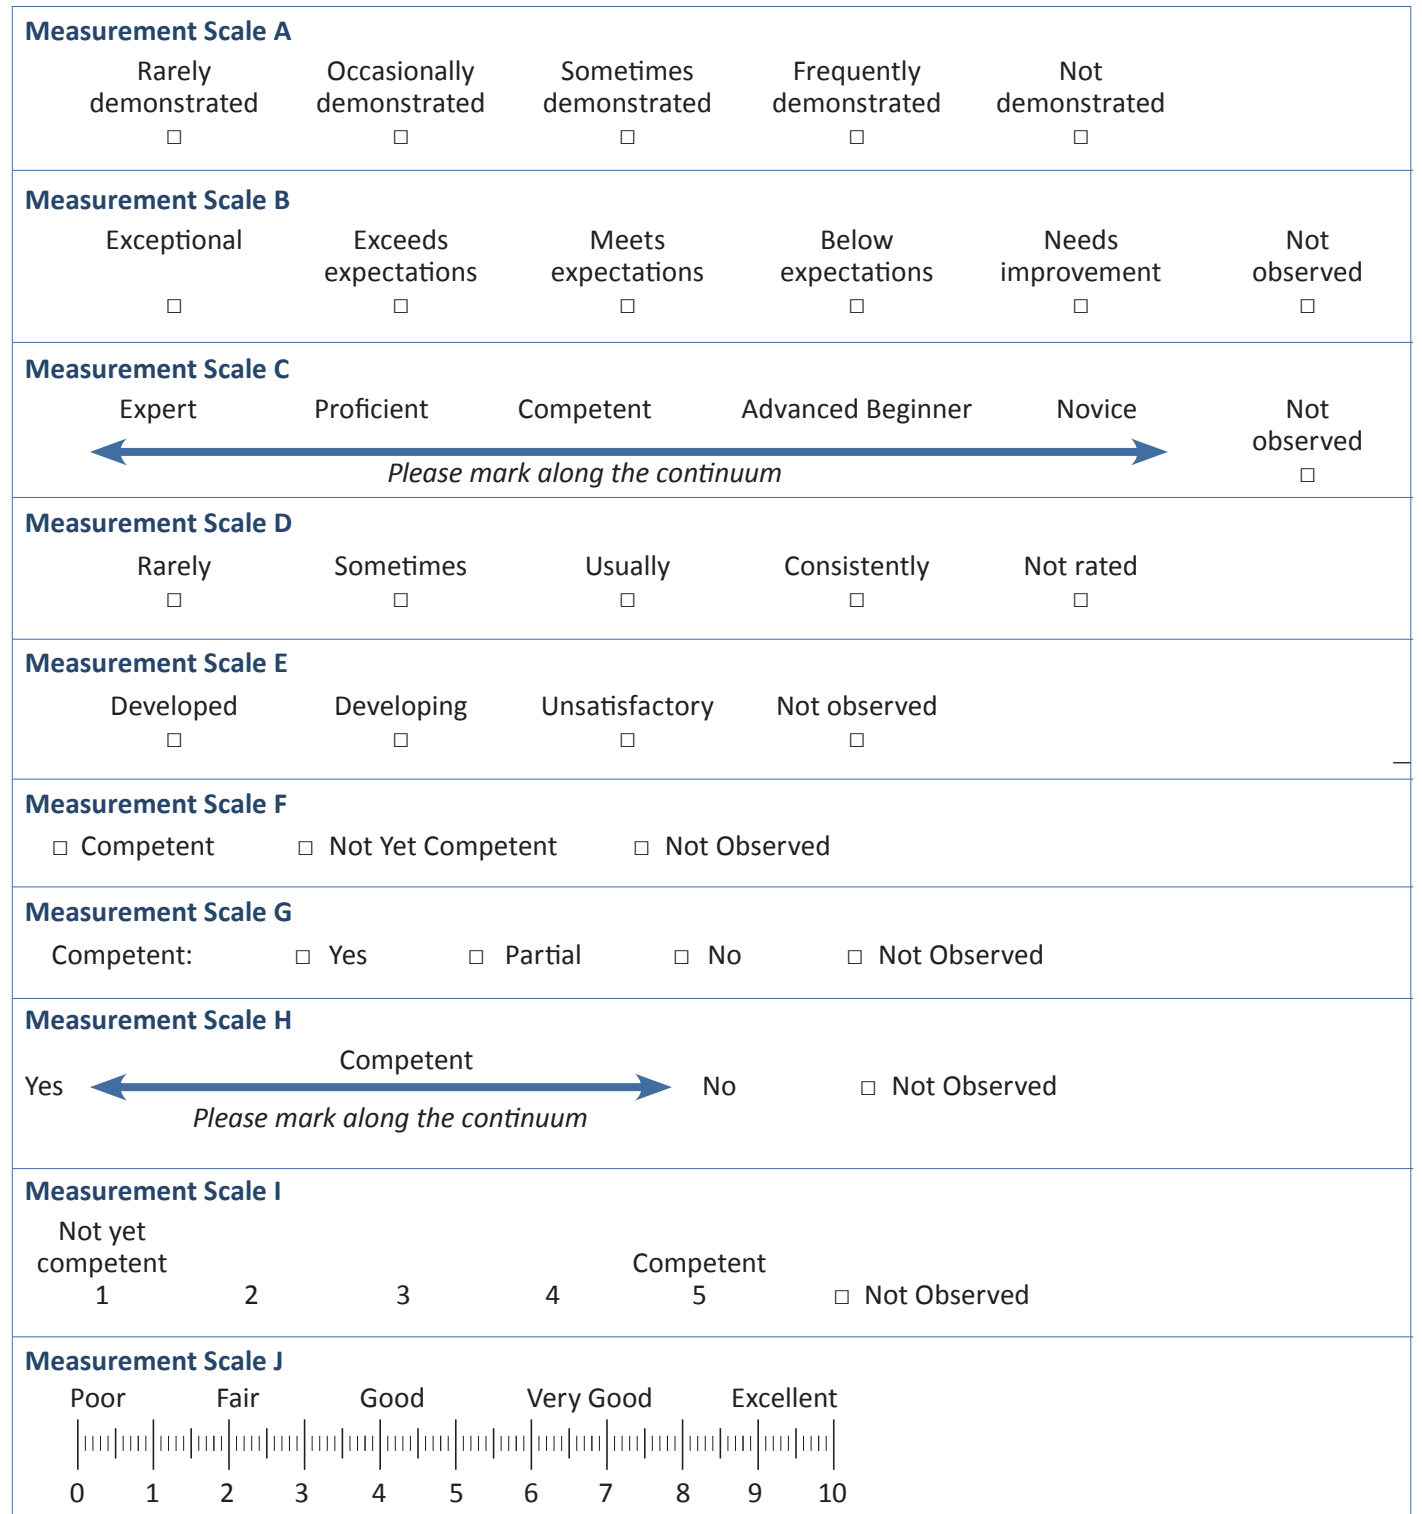 Measurement Scale A
Rarely Occasionally Sometimes Frequently Not
demonstrated demonstrated demonstrated demonstrated demonstrated
□ □ □ □ □
Measurement Scale B
Exceptional Exceeds Meets Below Needs Not
expectations expectations expectations improvement observed
□ □ □ □ □ □
Measurement Scale C
Expert Proficient Competent Advanced Beginner Novice Not
observed
Please mark along the continuum □
Measurement Scale D
Rarely Sometimes Usually Consistently Not rated
□ □ □ □ □
Measurement Scale E
Developed Developing Unsatisfactory Not observed
□ □ □ □
Measurement Scale F
□ Competent □ Not Yet Competent □ Not Observed
Measurement Scale G
Competent: □ Yes □ Partial □ No □ Not Observed
Measurement Scale H
Competent
Yes No □ Not Observed
Please mark along the continuum
Measurement Scale I
Not yet
competent Competent
1 2 3 4 5 □ Not Observed
Measurement Scale J
Poor Fair Good Very Good Excellent
0 1 2 3 4 5 6 7 8 9 10